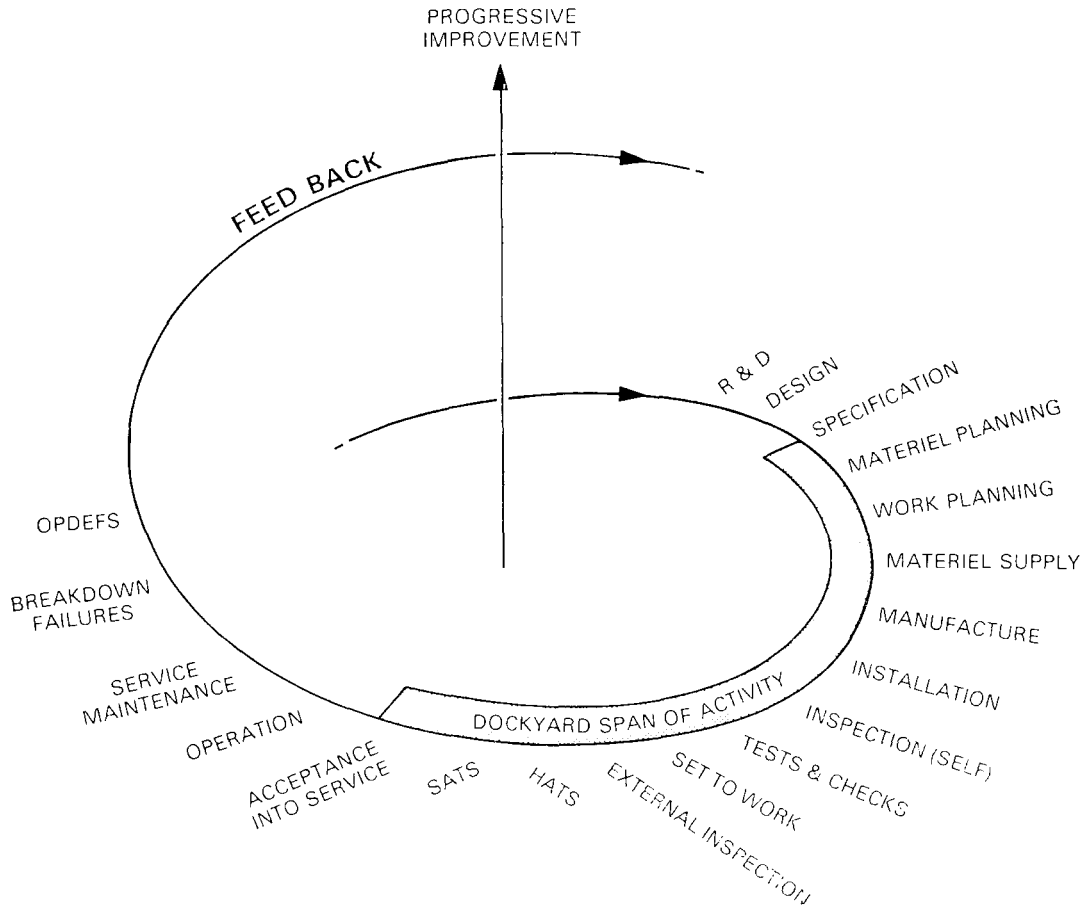 PROGRESSIVE
IMPROVEMENT
FEED BACK
R & D
DESIGN
SPECIFICATION
MATERIEL PLANNING
WORK PLANNING
MATERIEL SUPPLY
MANUFACTURE
INSTALLATION
INSPECTION (SELF)
TESTS & CHECKS
SET TO WORK
EXTERNAL INSPECTION
HATS
SATS
ACCEPTANCE
INTO SERVICE
OPERATION
SERVICE
MAINTENANCE
BREAKDOWN
FAILURES
OPDEFS
DOCKYARD SPAN OF ACTIVITY